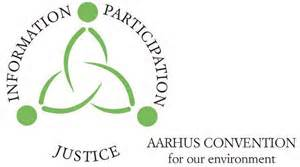 INFORMATION
PARTICIPATION
JUSTICE
AARHUS CONVENTION
for our environment